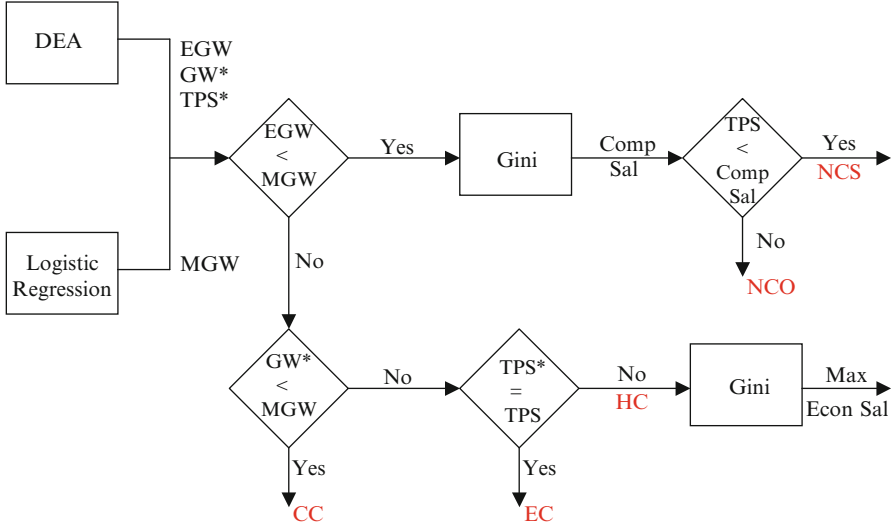 DEA
EGW
GW*
TPS*
EGW
<
MGW
Yes
Gini
Comp
Sal
TPS
<
Comp
Sal
Yes
NCS
No
NCO
Logistic
Regression
MGW
No
GW*
<
MGW
No
TPS*
=
TPS
No
HC
Gini
Max
Econ Sal
Yes
CC
Yes
EC